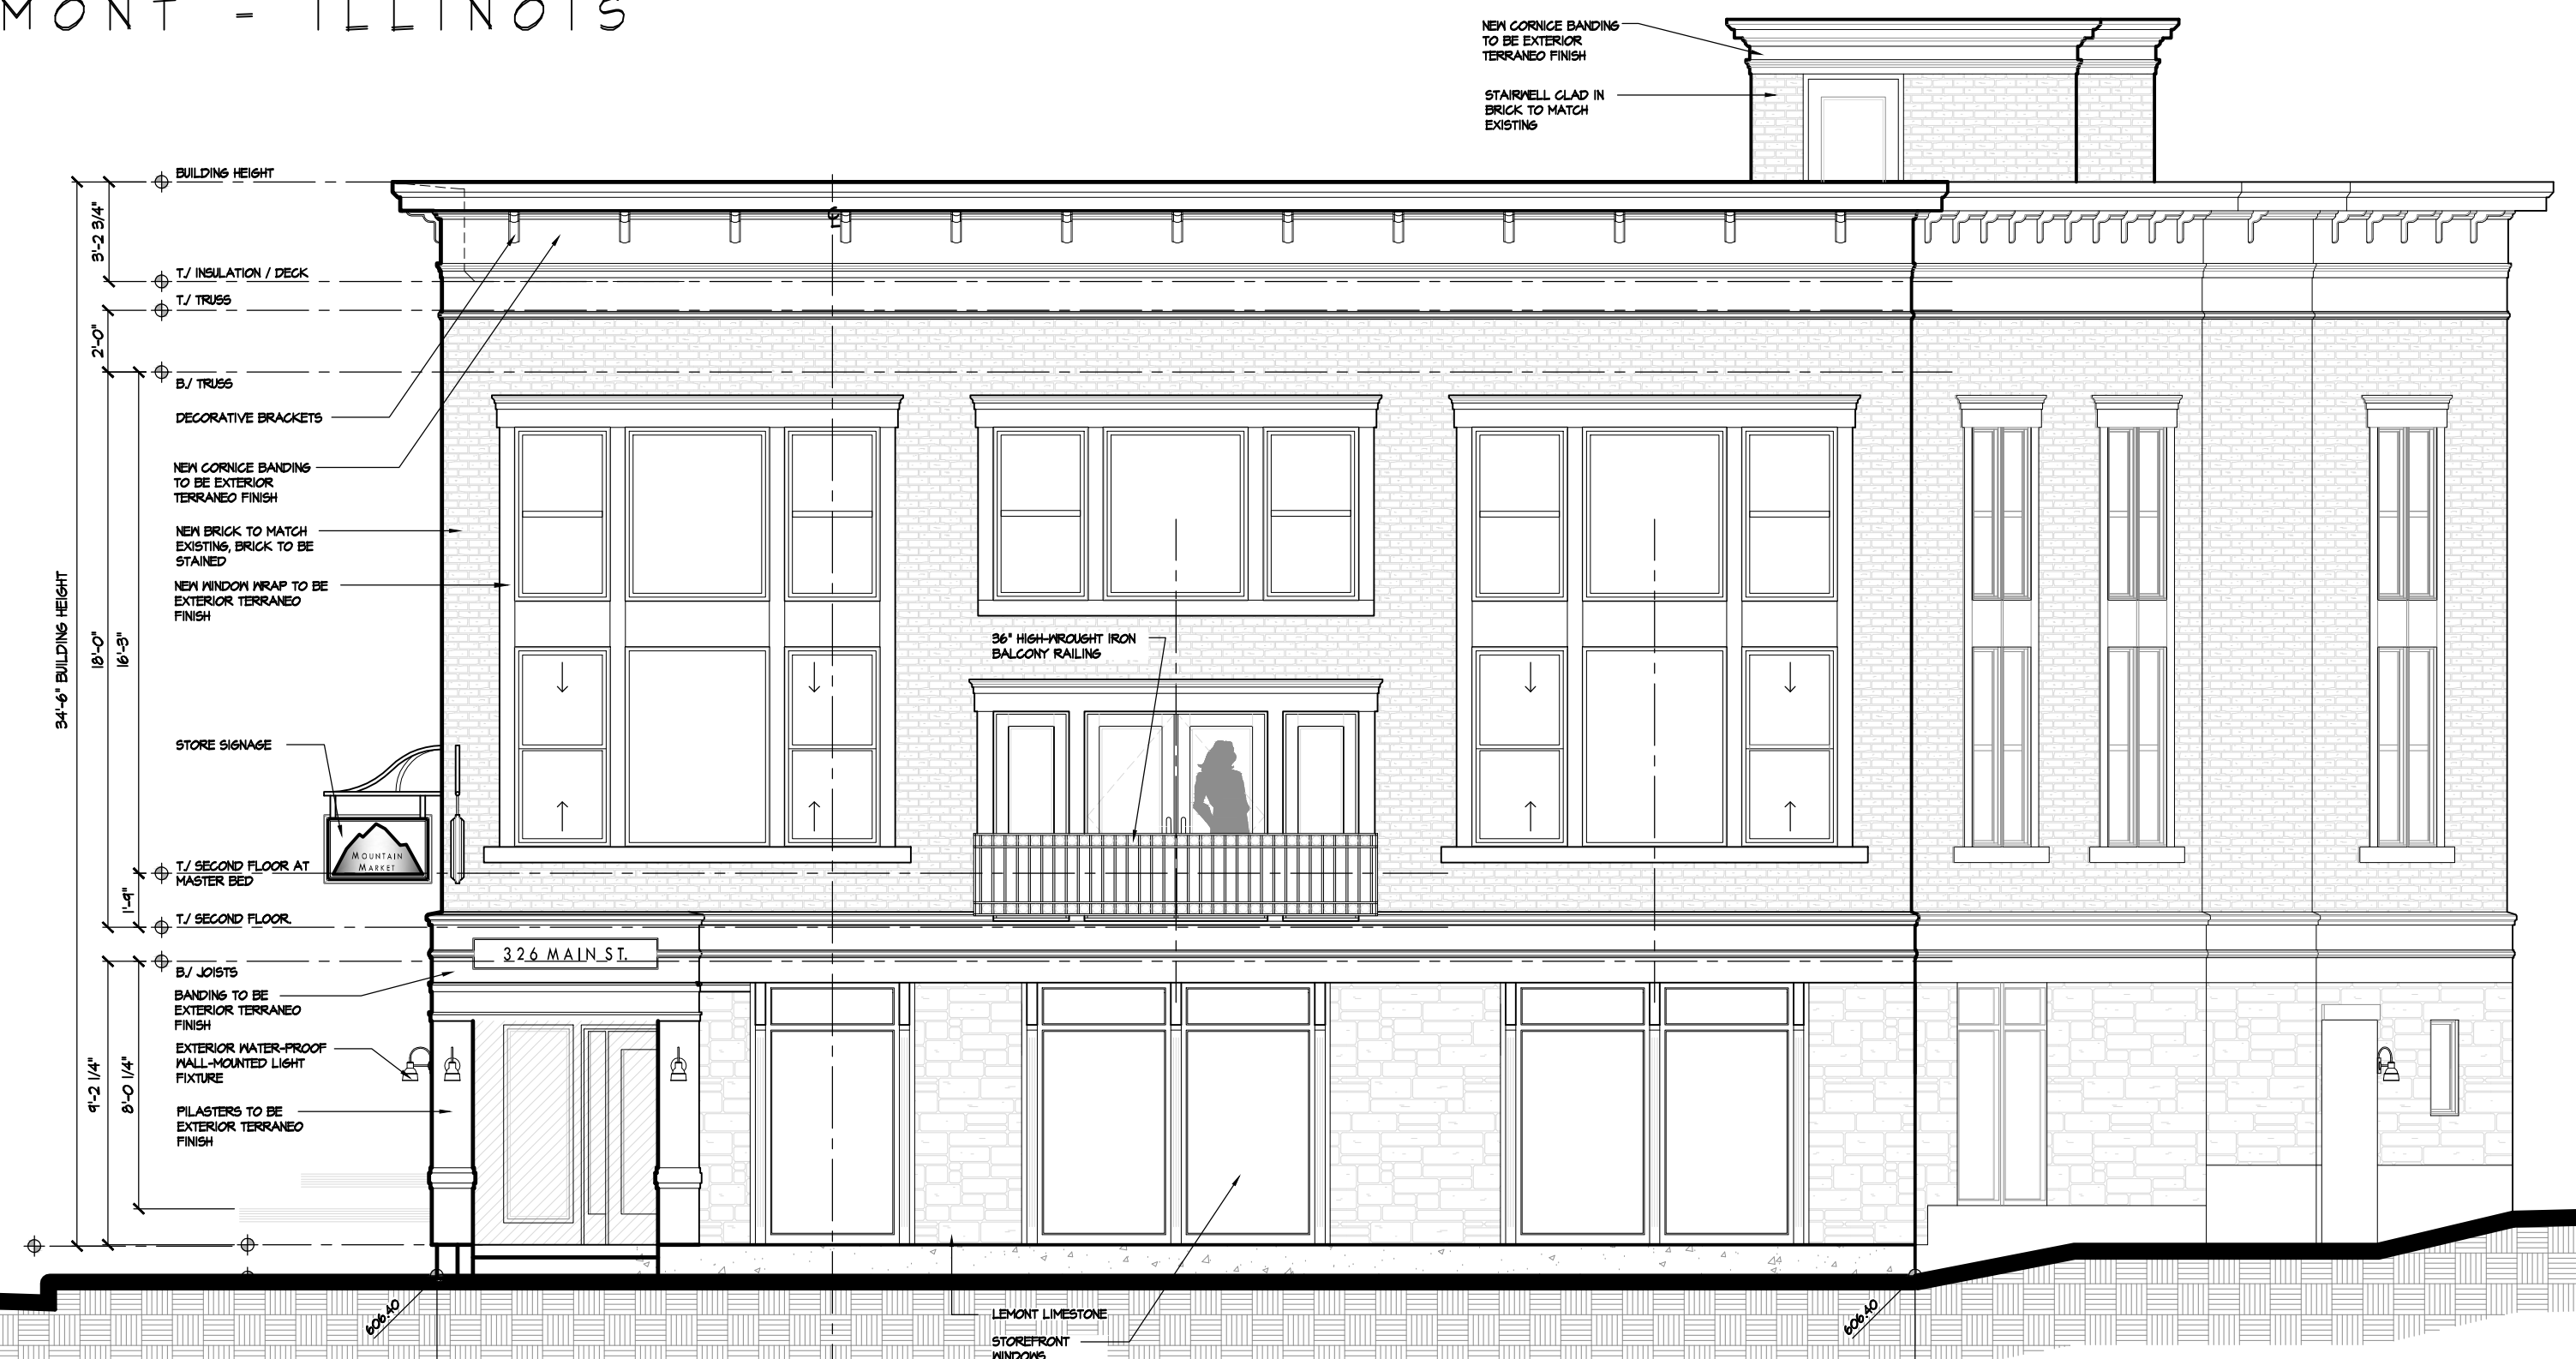 MONT - ILLINOIS
NEW CORNICE BANDING
TO BE EXTERIOR
TERRANEO FINISH
STAIRWELL CLAD IN
BRICK TO MATCH
EXISTING
BUILDING HEIGHT
3'-2 3/4"
T./ INSULATION / DECK
T./ TRUSS
2'-0"
B./ TRUSS
DECORATIVE BRACKETS
NEW CORNICE BANDING
TO BE EXTERIOR
TERRANEO FINISH
NEW BRICK TO MATCH
EXISTING, BRICK TO BE
STAINED
NEW WINDOW WRAP TO BE
EXTERIOR TERRANEO
FINISH
34'-6" BUILDING HEIGHT
18'-0"
16'-3"
36" HIGH-WROUGHT IRON
BALCONY RAILING
STORE SIGNAGE
MOUNTAIN
MARKET
T./ SECOND FLOOR AT
MASTER BED
1'-9"
T./ SECOND FLOOR.
326 MAIN ST.
B./ JOISTS
BANDING TO BE
EXTERIOR TERRANEO
FINISH
EXTERIOR WATER-PROOF
WALL-MOUNTED LIGHT
FIXTURE
9'-2 1/4"
8'-0 1/4"
PILASTERS TO BE
EXTERIOR TERRANEO
FINISH
606.40
606.40
LEMONT LIMESTONE
STOREFRONT
WINDOWS